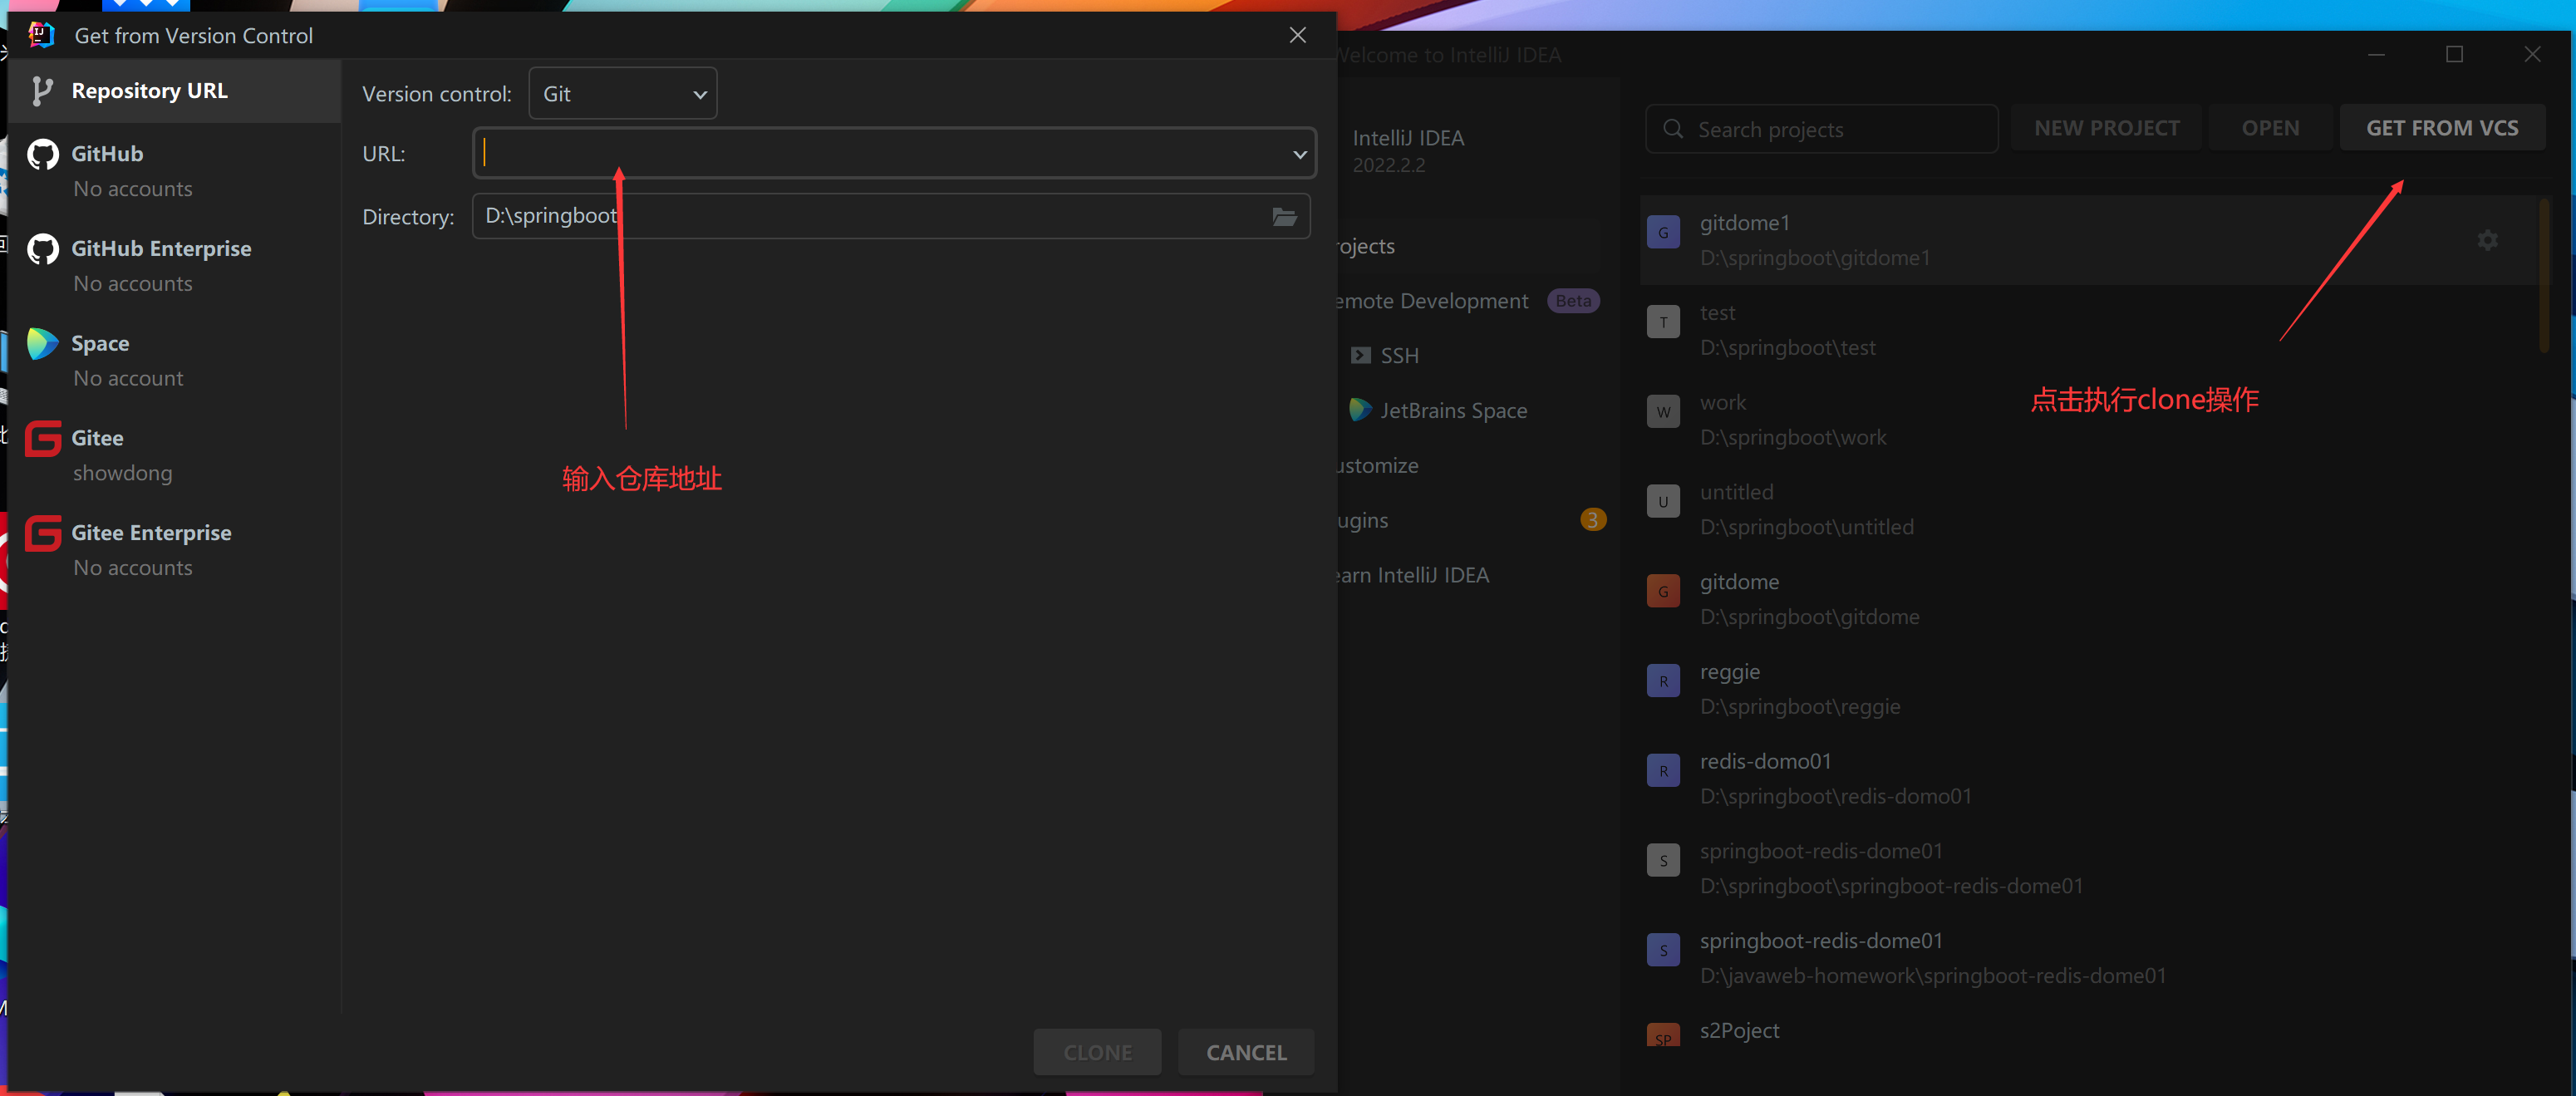 Get from Version Control
Repository URL
GitHub
No accounts
GitHub Enterprise
No accounts
Space
No account
Gitee
showdong
Gitee Enterprise
No accounts
Version control: Git
URL:
Directory: D:\springboot
输入仓库地址
CLONE CANCEL
Welcome to IntelliJ IDEA
IntelliJ IDEA
2022.2.2
rojects
emote Development Beta
SSH
JetBrains Space
ustomize
ugins 3
earn IntelliJ IDEA
Search projects NEW PROJECT OPEN GET FROM VCS
G gitdome1
D:\springboot\gitdome1
T test
D:\springboot\test
点击执行clone操作
W work
D:\springboot\work
U untitled
D:\springboot\untitled
G gitdome
D:\springboot\gitdome
R reggie
D:\springboot\reggie
R redis-domo01
D:\springboot\redis-domo01
S springboot-redis-dome01
D:\springboot\springboot-redis-dome01
S springboot-redis-dome01
D:\javaweb-homework\springboot-redis-dome01
SP s2Poject